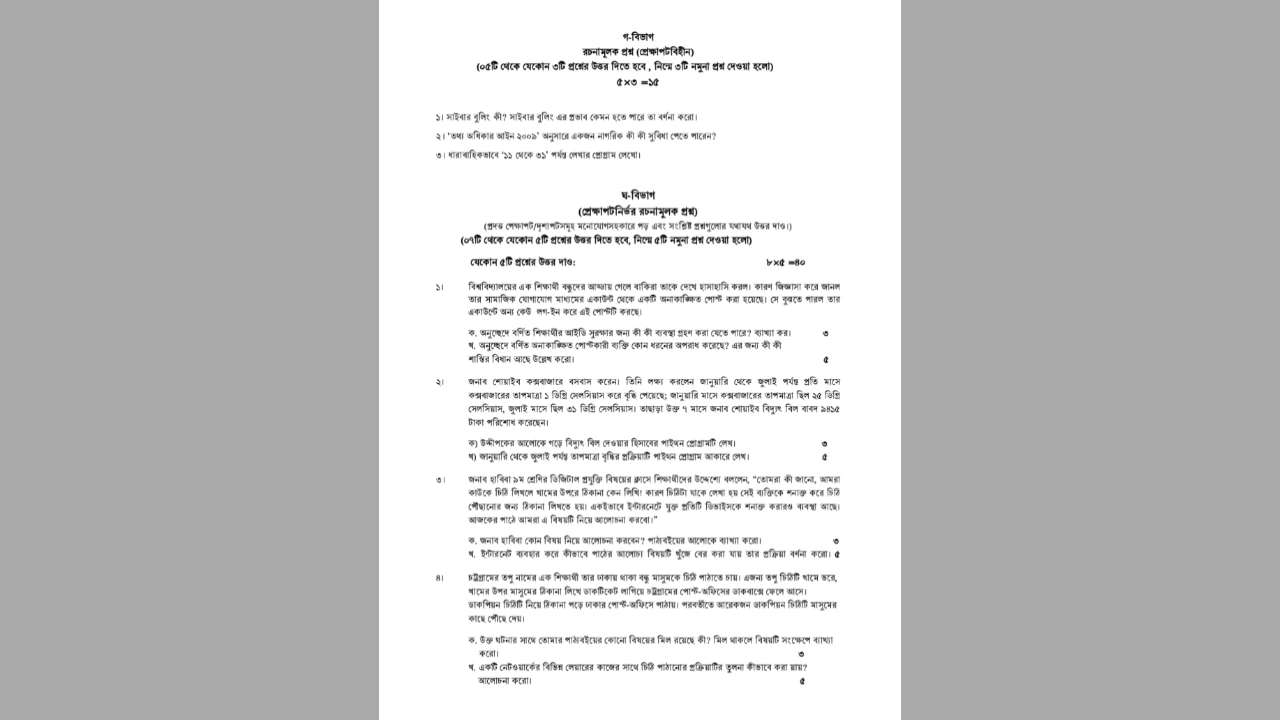 গ-বিভাগ
রচনামূলক প্রশ্ন (প্রেক্ষাপটবিহীন)
(০৫টি থেকে যেকোন ৩টি প্রশ্নের উত্তর দিতে হবে , নিম্মে ৩টি নমুনা প্রশ্ন দেওয়া হলো)
৫×৩ =১৫
১। সাইবার বুলিং কী? সাইবার বুলিং এর প্রভাব কেমন হতে পারে তা বর্ণনা করো।
২। ‘তথ্য অধিকার আইন ২০০৯’ অনুসারে একজন নাগরিক কী কী সুবিধা পেতে পারেন?
৩। ধারাবাহিকভাবে ‘১১ থেকে ৩১’ পর্যন্ত লেখার প্রোগ্রাম লেখো।
ঘ-বিভাগ
(প্রেক্ষাপটনির্ভর রচনামূলক প্রশ্ন)
(প্রদত্ত পেক্ষাপট/দৃশ্যপটসমূহ মনোযোগসহকারে পড় এবং সংশ্লিষ্ট প্রশ্নগুলোর যথাযথ উত্তর দাও।)
(০৭টি থেকে যেকোন ৫টি প্রশ্নের উত্তর দিতে হবে, নিম্মে ৫টি নমুনা প্রশ্ন দেওয়া হলো)
যেকোন ৫টি প্রশ্নের উত্তর দাও: ৮×৫ =৪০
১। বিশ্ববিদ্যালয়ের এক শিক্ষার্থী বন্ধুদের আড্ডায় গেলে বাকিরা তাকে দেখে হাসাহাসি করল। কারণ জিজ্ঞাসা করে জানল
তার সামাজিক যোগাযোগ মাধ্যমের একাউন্ট থেকে একটি অনাকাঙ্ক্ষিত পোস্ট করা হয়েছে। সে বুঝতে পারল তার
একাউন্টে অন্য কেউ লগ-ইন করে এই পোস্টটি করছে।
ক. অনুচ্ছেদে বর্ণিত শিক্ষার্থীর আইডি সুরক্ষার জন্য কী কী ব্যবস্থা গ্রহণ করা যেতে পারে? ব্যাখ্যা কর। ৩
খ. অনুচ্ছেদে বর্ণিত অনাকাঙ্ক্ষিত পোস্টকারী ব্যক্তি কোন ধরনের অপরাধ করেছে? এর জন্য কী কী
শাস্তির বিধান আছে উল্লেখ করো। ৫
২। জনাব শোয়াইব কক্সবাজারে বসবাস করেন। তিনি লক্ষ্য করলেন জানুয়ারি থেকে জুলাই পর্যন্ত প্রতি মাসে
কক্সবাজারের তাপমাত্রা ১ ডিগ্রি সেলসিয়াস করে বৃদ্ধি পেয়েছে; জানুয়ারি মাসে কক্সবাজারের তাপমাত্রা ছিল ২৫ ডিগ্রি
সেলসিয়াস, জুলাই মাসে ছিল ৩১ ডিগ্রি সেলসিয়াস। তাছাড়া উক্ত ৭ মাসে জনাব শোয়াইব বিদ্যুৎ বিল বাবদ ৯৪১৫
টাকা পরিশোধ করেছেন।
ক) উদ্দীপকের আলোকে গড়ে বিদ্যুৎ বিল দেওয়ার হিসাবের পাইথন প্রোগ্রামটি লেখ। ৩
খ) জানুয়ারি থেকে জুলাই পর্যন্ত তাপমাত্রা বৃদ্ধির প্রক্রিয়াটি পাইথন প্রোগ্রাম আকারে লেখ। ৫
৩। জনাব হাবিবা ৯ম শ্রেণির ডিজিটাল প্রযুক্তি বিষয়ের ক্লাসে শিক্ষার্থীদের উদ্দেশ্যে বললেন, “তোমরা কী জানো, আমরা
কাউকে চিঠি লিখলে খামের উপরে ঠিকানা কেন লিখি! কারণ চিঠিটা যাকে লেখা হয় সেই ব্যক্তিকে শনাক্ত করে চিঠি
পৌঁছানোর জন্য ঠিকানা লিখতে হয়। একইভাবে ইন্টারনেটে যুক্ত প্রতিটি ডিভাইসকে শনাক্ত করারও ব্যবস্থা আছে।
আজকের পাঠে আমরা এ বিষয়টি নিয়ে আলোচনা করবো।”
ক. জনাব হাবিবা কোন বিষয় নিয়ে আলোচনা করবেন? পাঠ্যবইয়ের আলোকে ব্যাখ্যা করো। ৩
খ. ইন্টারনেট ব্যবহার করে কীভাবে পাঠের আলোচ্য বিষয়টি খুঁজে বের করা যায় তার প্রক্রিয়া বর্ণনা করো। ৫
৪। চট্টগ্রামের তপু নামের এক শিক্ষার্থী তার ঢাকায় থাকা বন্ধু মাসুমকে চিঠি পাঠাতে চায়। এজন্য তপু চিঠিটি খামে ভরে,
খামের উপর মাসুমের ঠিকানা লিখে ডাকটিকেট লাগিয়ে চট্টগ্রামের পোস্ট-অফিসের ডাকবাক্সে ফেলে আসে।
ডাকপিয়ন চিঠিটি নিয়ে ঠিকানা পড়ে ঢাকার পোস্ট-অফিসে পাঠায়। পরবর্তীতে আরেকজন ডাকপিয়ন চিঠিটি মাসুমের
কাছে পৌঁছে দেয়।
ক. উক্ত ঘটনার সাথে তোমার পাঠ্যবইয়ের কোনো বিষয়ের মিল রয়েছে কী? মিল থাকলে বিষয়টি সংক্ষেপে ব্যাখ্যা
করো। ৩
খ. একটি নেটওয়ার্কের বিভিন্ন লেয়ারের কাজের সাথে চিঠি পাঠানোর প্রক্রিয়াটির তুলনা কীভাবে করা যায়?
আলোচনা করো। ৫